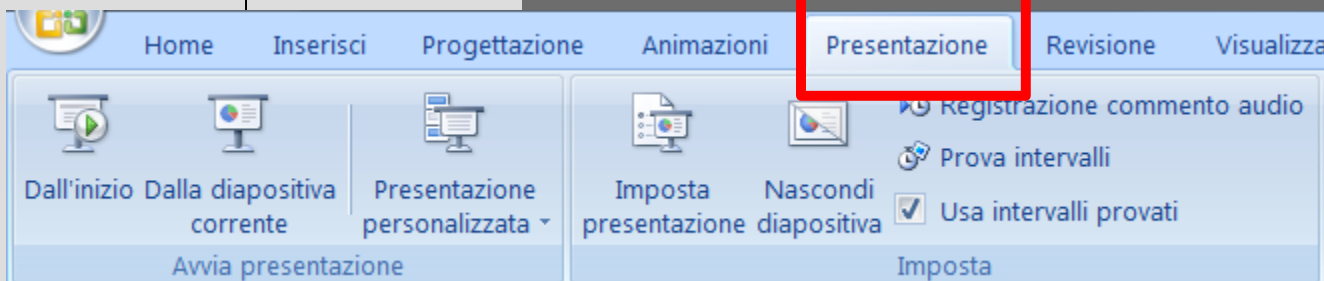 Home Inserisci Progettazione Animazioni Presentazione Revisione Visualizza
Registrazione commento audio
Prova intervalli
Dall'inizio Dalla diapositiva Presentazione Imposta Nascondi
corrente personalizzata presentazione diapositiva
Usa intervalli provati
Avvia presentazione Imposta